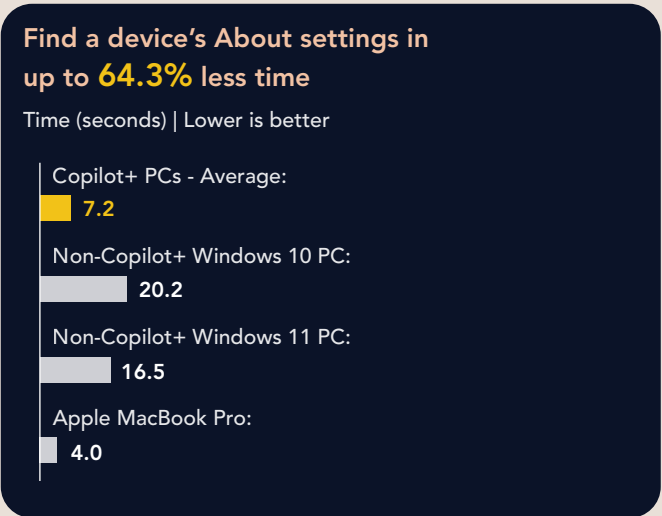 Find a device’s About settings in
up to 64.3% less time
Time (seconds) | Lower is better
Copilot+ PCs - Average:
7.2
Non-Copilot+ Windows 10 PC:
20.2
Non-Copilot+ Windows 11 PC:
16.5
Apple MacBook Pro:
4.0